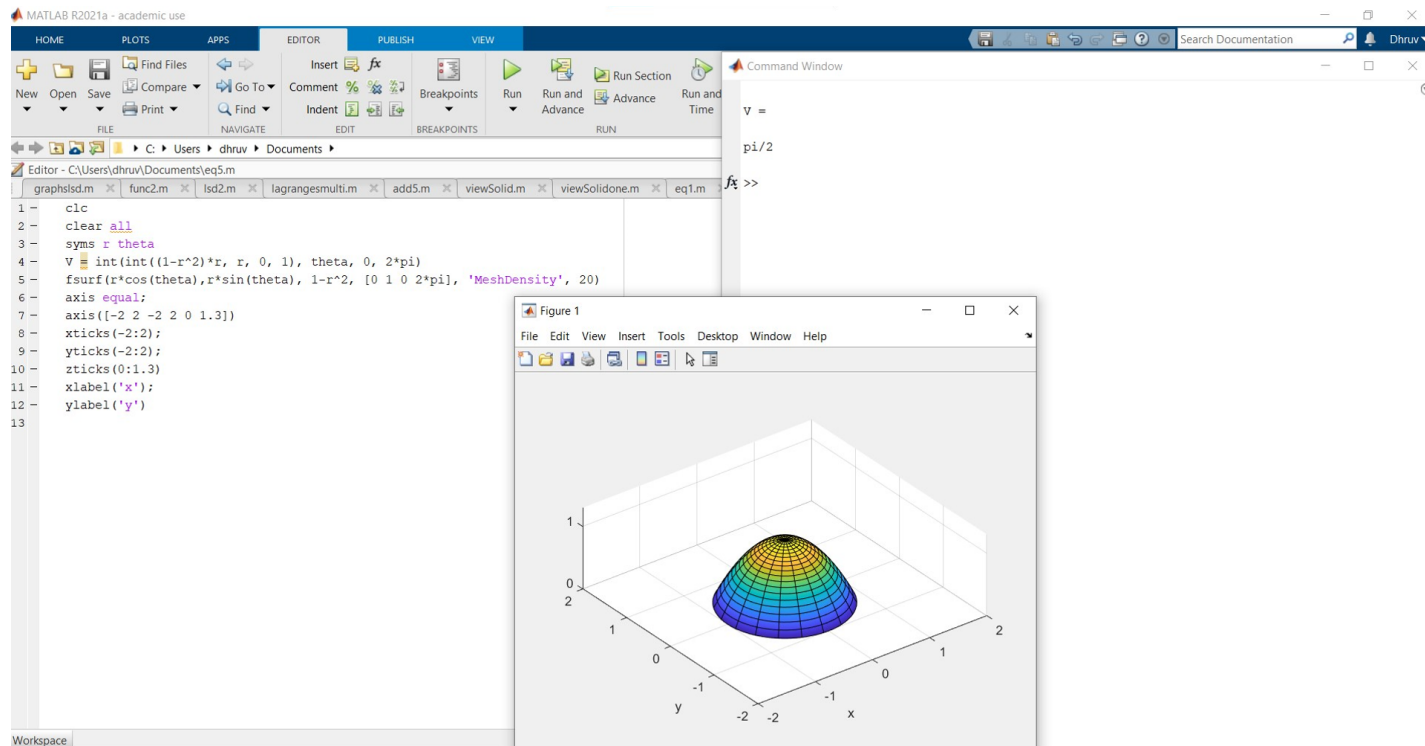 MATLAB R2021a - academic use
HOME PLOTS APPS EDITOR PUBLISH VIEW Search Documentation Dhruv
Find Files Insert fx
New Open Save Compare Go To Comment Breakpoints Run Run and Advance Run Section Advance Run and Time
Print Find Indent
FILE NAVIGATE EDIT BREAKPOINTS RUN
C: Users dhruv Documents
Editor - C:\Users\dhruv\Documents\eq5.m
graphslsd.m func2.m lsd2.m lagrangesmulti.m add5.m viewSolid.m viewSolidone.m eq1.m
1 clc
2 clear all
3 syms r theta
4 V = int(int((1-r^2)*r, r, 0, 1), theta, 0, 2*pi)
5 fsurf(r*cos(theta),r*sin(theta), 1-r^2, [0 1 0 2*pi], 'MeshDensity', 20)
6 axis equal;
7 axis([-2 2 -2 2 0 1.3])
8 xticks(-2:2);
9 yticks(-2:2);
10 zticks(0:1.3)
11 xlabel('x');
12 ylabel('y')
13
Workspace
Command Window
V =
pi/2
fx >>
Figure 1
File Edit View Insert Tools Desktop Window Help
1
0
2
1
0
-1
-2
y
-2
-1
0
1
2
x